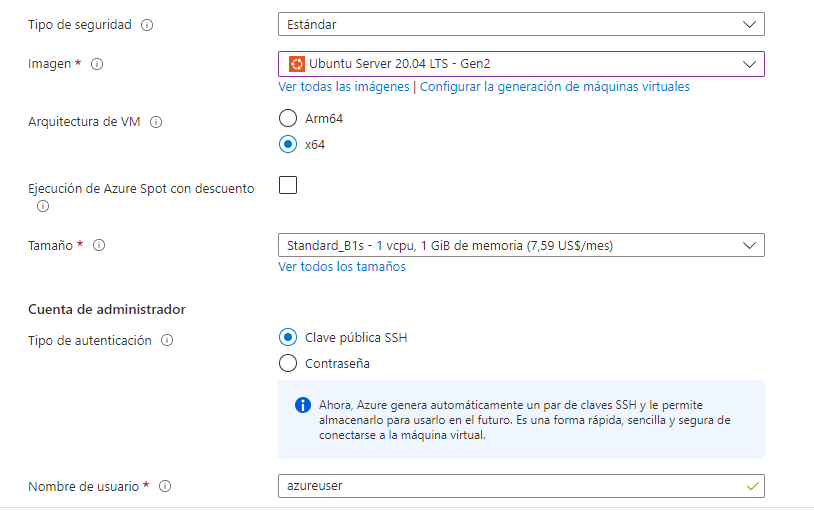 Tipo de seguridad
Estándar
Imagen *
Ubuntu Server 20.04 LTS - Gen2
Ver todas las imágenes | Configurar la generación de máquinas virtuales
Arquitectura de VM
Arm64
x64
Ejecución de Azure Spot con descuento
Tamaño *
Standard_B1s - 1 vcpu, 1 GiB de memoria (7,59 US$/mes)
Ver todos los tamaños
Cuenta de administrador
Tipo de autenticación
Clave pública SSH
Contraseña
Ahora, Azure genera automáticamente un par de claves SSH y le permite
almacenarlo para usarlo en el futuro. Es una forma rápida, sencilla y segura de
conectarse a la máquina virtual.
Nombre de usuario *
azureuser